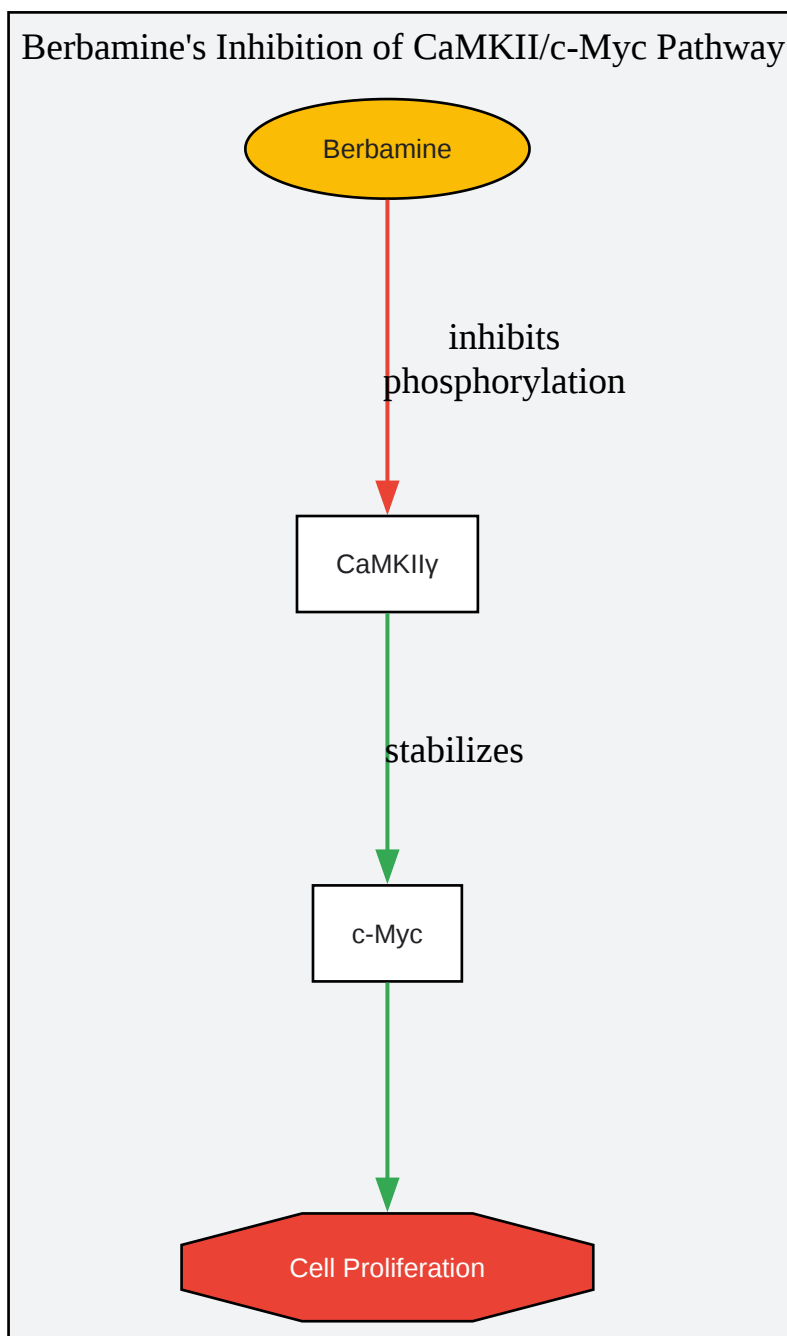 Berbamine's Inhibition of CaMKII/c-Myc Pathway
Berbamine
inhibits
phosphorylation
CaMKIIγ
stabilizes
c-Myc
Cell Proliferation